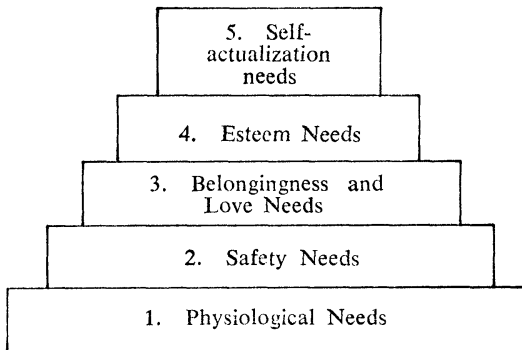 5. Self-
actualization
needs
4. Esteem Needs
3. Belongingness and
Love Needs
2. Safety Needs
1. Physiological Needs